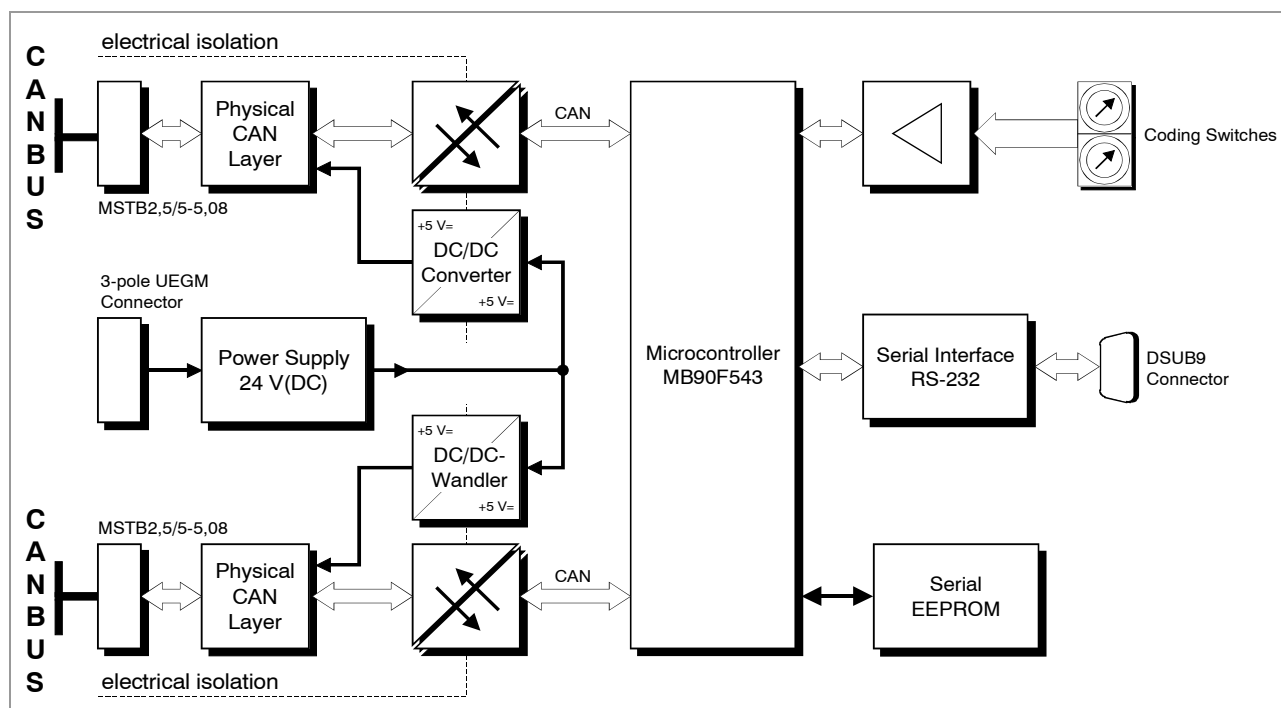 electrical isolation
CANBUS
Physical
CAN
Layer
CAN
MSTB2,5/5-5,08
Coding Switches
+5 V=
DC/DC
Converter
+5 V=
3-pole UEGM
Connector
Power Supply
24 V(DC)
Microcontroller
MB90F543
Serial Interface
RS-232
DSUB9
Connector
+5 V=
DC/DC-
Wandler
+5 V=
CANBUS
MSTB2,5/5-5,08
Physical
CAN
Layer
CAN
Serial
EEPROM
electrical isolation